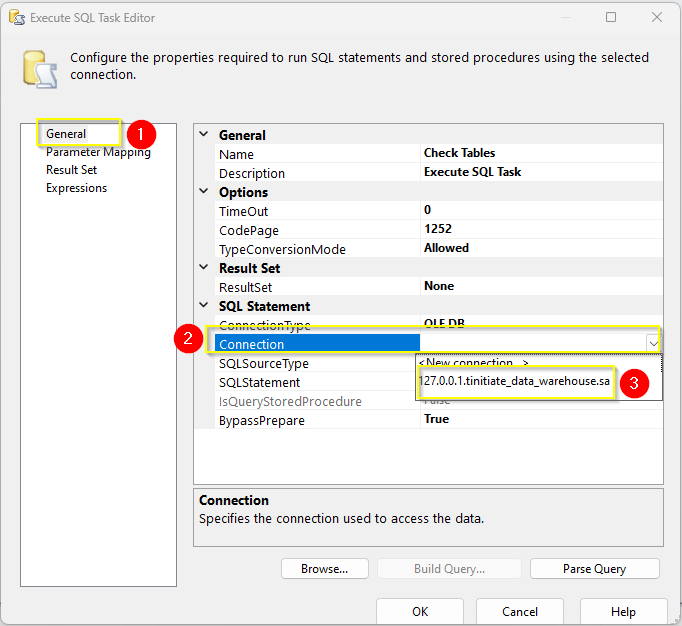 Execute SQL Task Editor
Configure the properties required to run SQL statements and stored procedures using the selected
connection.
General
1
Parameter Mapping
Result Set
Expressions
General
Name Check Tables
Description Execute SQL Task
Options
TimeOut 0
CodePage 1252
TypeConversionMode Allowed
Result Set
ResultSet None
SQL Statement
ConnectionType OLE DB
2
Connection
SQLSourceType <New connection...>
SQLStatement 127.0.0.1.tinitiate_data_warehouse.sa
3
IsQueryStoredProcedure False
BypassPrepare True
Connection
Specifies the connection used to access the data.
Browse... Build Query... Parse Query
OK Cancel Help